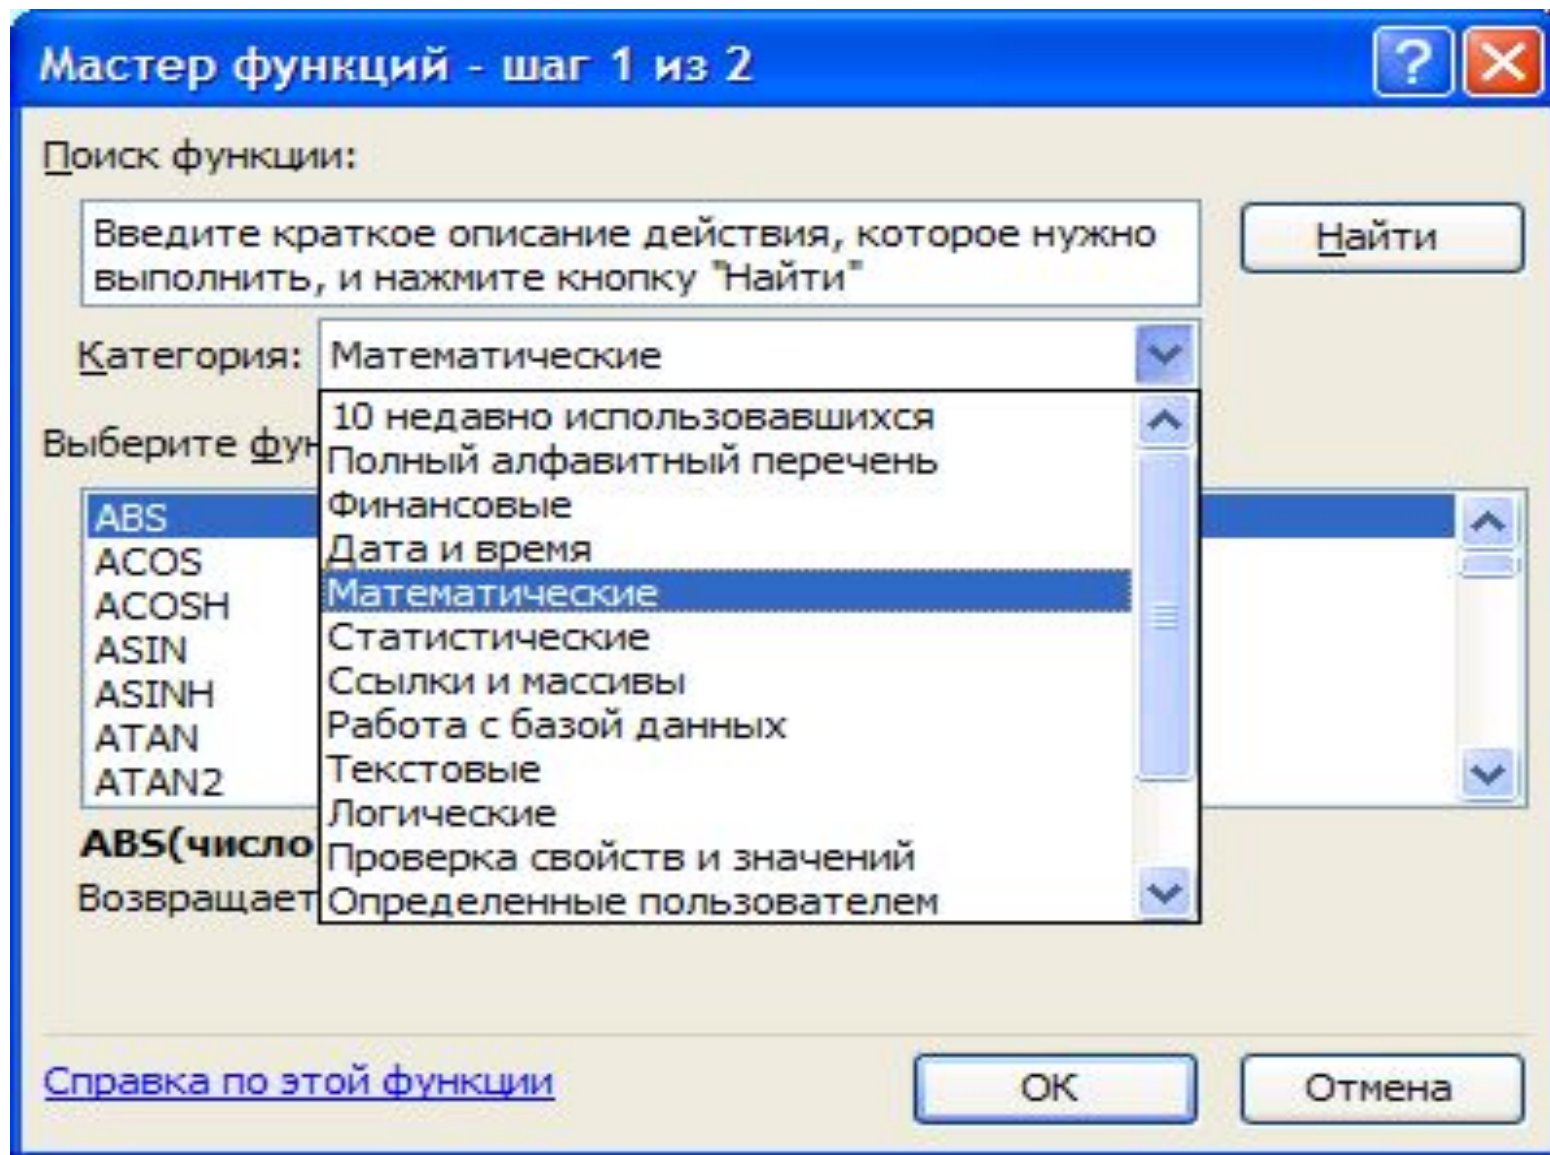 Мастер функций - шаг 1 из 2
Поиск функции:
Введите краткое описание действия, которое нужно
выполнить, и нажмите кнопку "Найти"
Найти
Категория:
Математические
10 недавно использовавшихся
Полный алфавитный перечень
Финансовые
Дата и время
Математические
Статистические
Ссылки и массивы
Работа с базой данных
Текстовые
Логические
Проверка свойств и значений
Определенные пользователем
Выберите фун
ABS
ACOS
ACOSH
ASIN
ASINH
ATAN
ATAN2
ABS(число
Возвращает
Справка по этой функции
ОК
Отмена